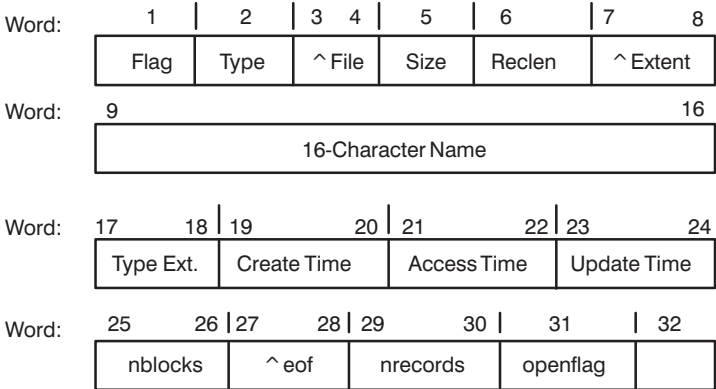 Word: 1 2 3 4 5 6 7 8
Flag Type ^File Size Reclen ^Extent
Word: 9 16
16-Character Name
Word: 17 18 19 20 21 22 23 24
Type Ext. Create Time Access Time Update Time
Word: 25 26 27 28 29 30 31 32
nblocks ^eof nrecords openflag